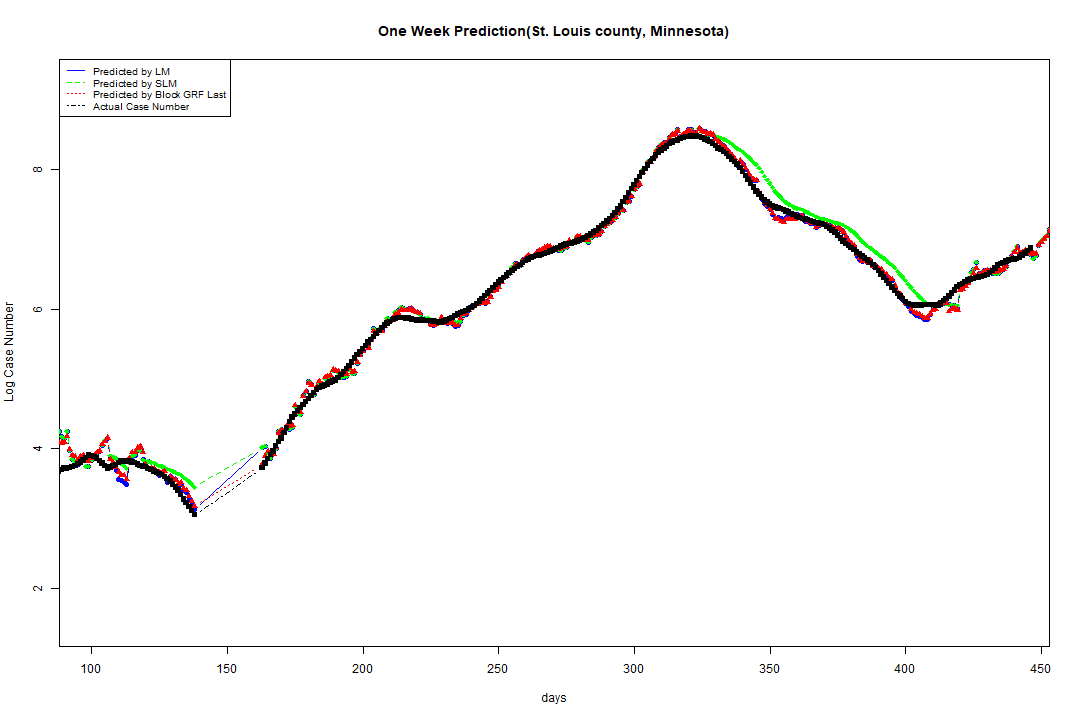 One Week Prediction(St. Louis county, Minnesota)
Predicted by LM
Predicted by SLM
Predicted by Block GRF Last
Actual Case Number
Log Case Number
8
6
4
2
100 150 200 250 300 350 400 450
days